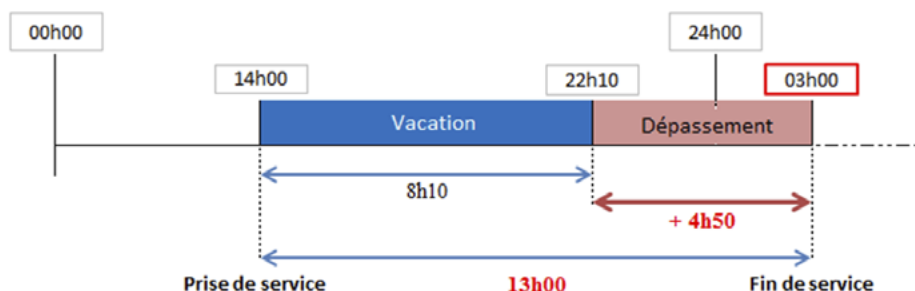 00h00
24h00
14h00
22h10
03h00
Vacation
Dépassement
8h10
+ 4h50
Prise de service
13h00
Fin de service